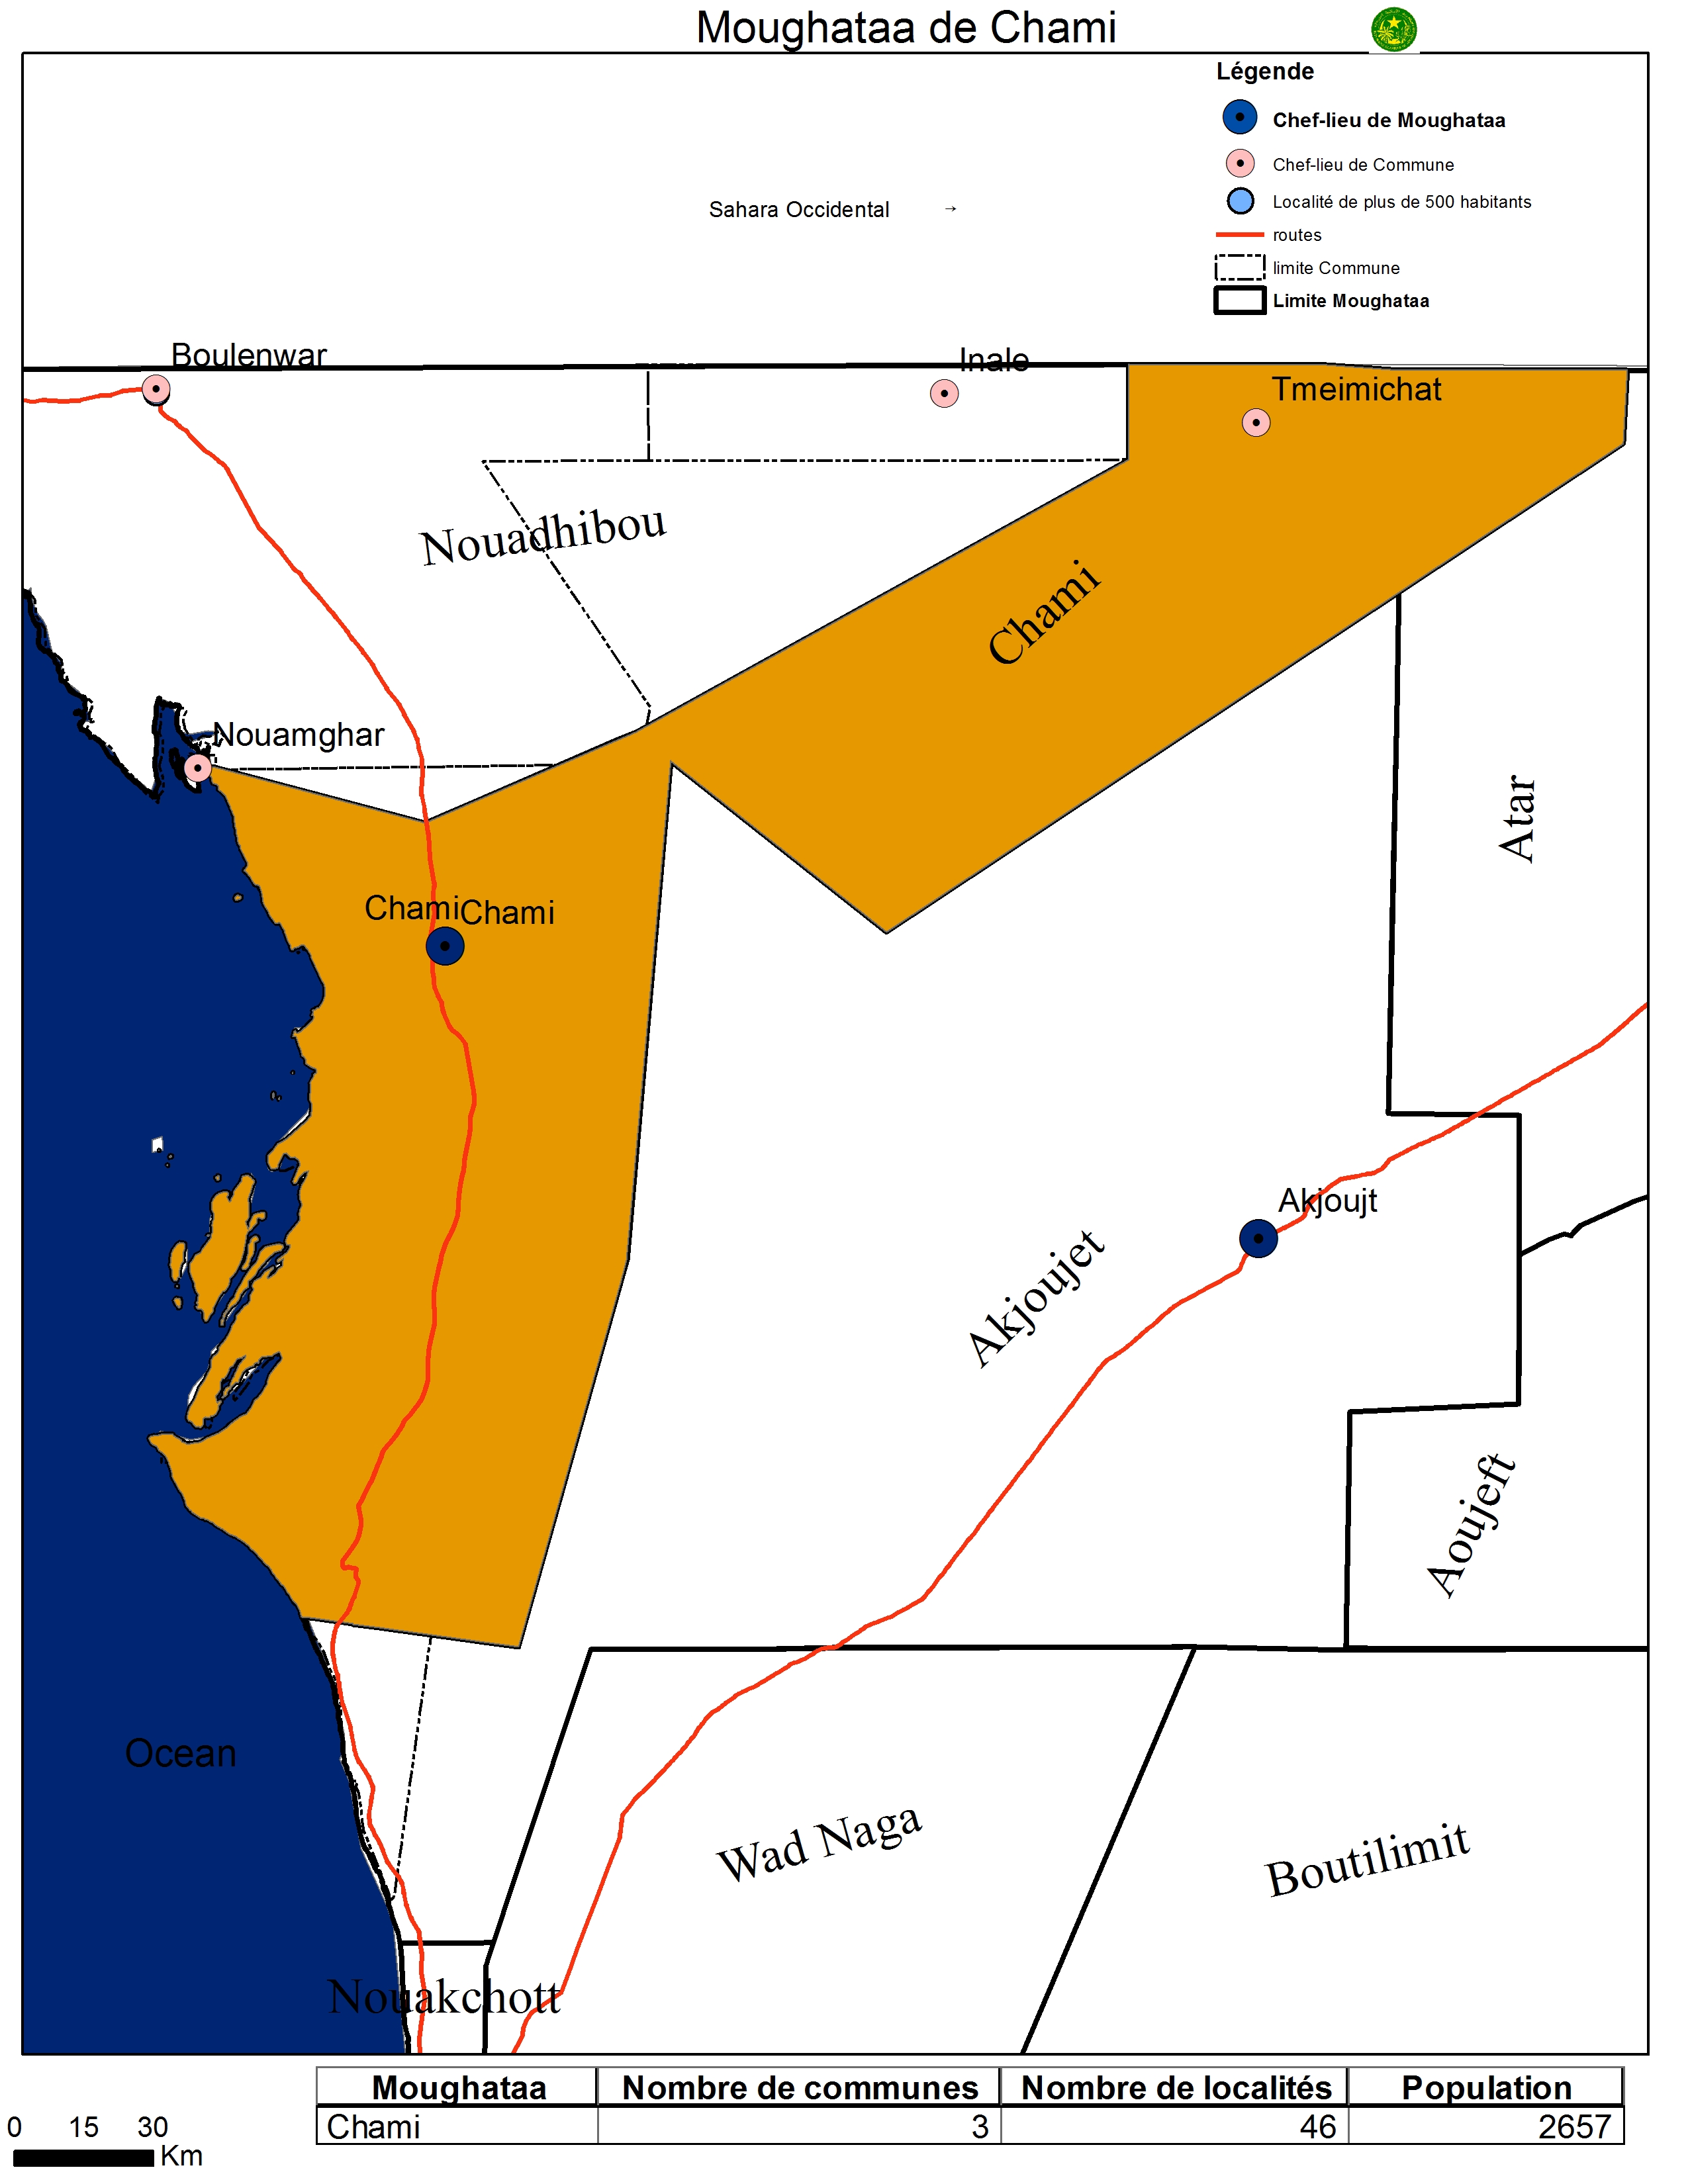 Moughataa de Chami
Légende
Chef-lieu de Moughataa
Chef-lieu de Commune
Localité de plus de 500 habitants
routes
limite Commune
Limite Moughataa
Sahara Occidental →
Boulenwar
Inale
Tmeimichat
Nouadhibou
Chami
Nouamghar
Atar
Chami
Chami
Akjoujt
Akjoujet
Aoujeft
Ocean
Wad Naga
Boutilimit
Nouakchott
Moughataa Nombre de communes Nombre de localités Population
Chami 3 46 2657
0 15 30
Km